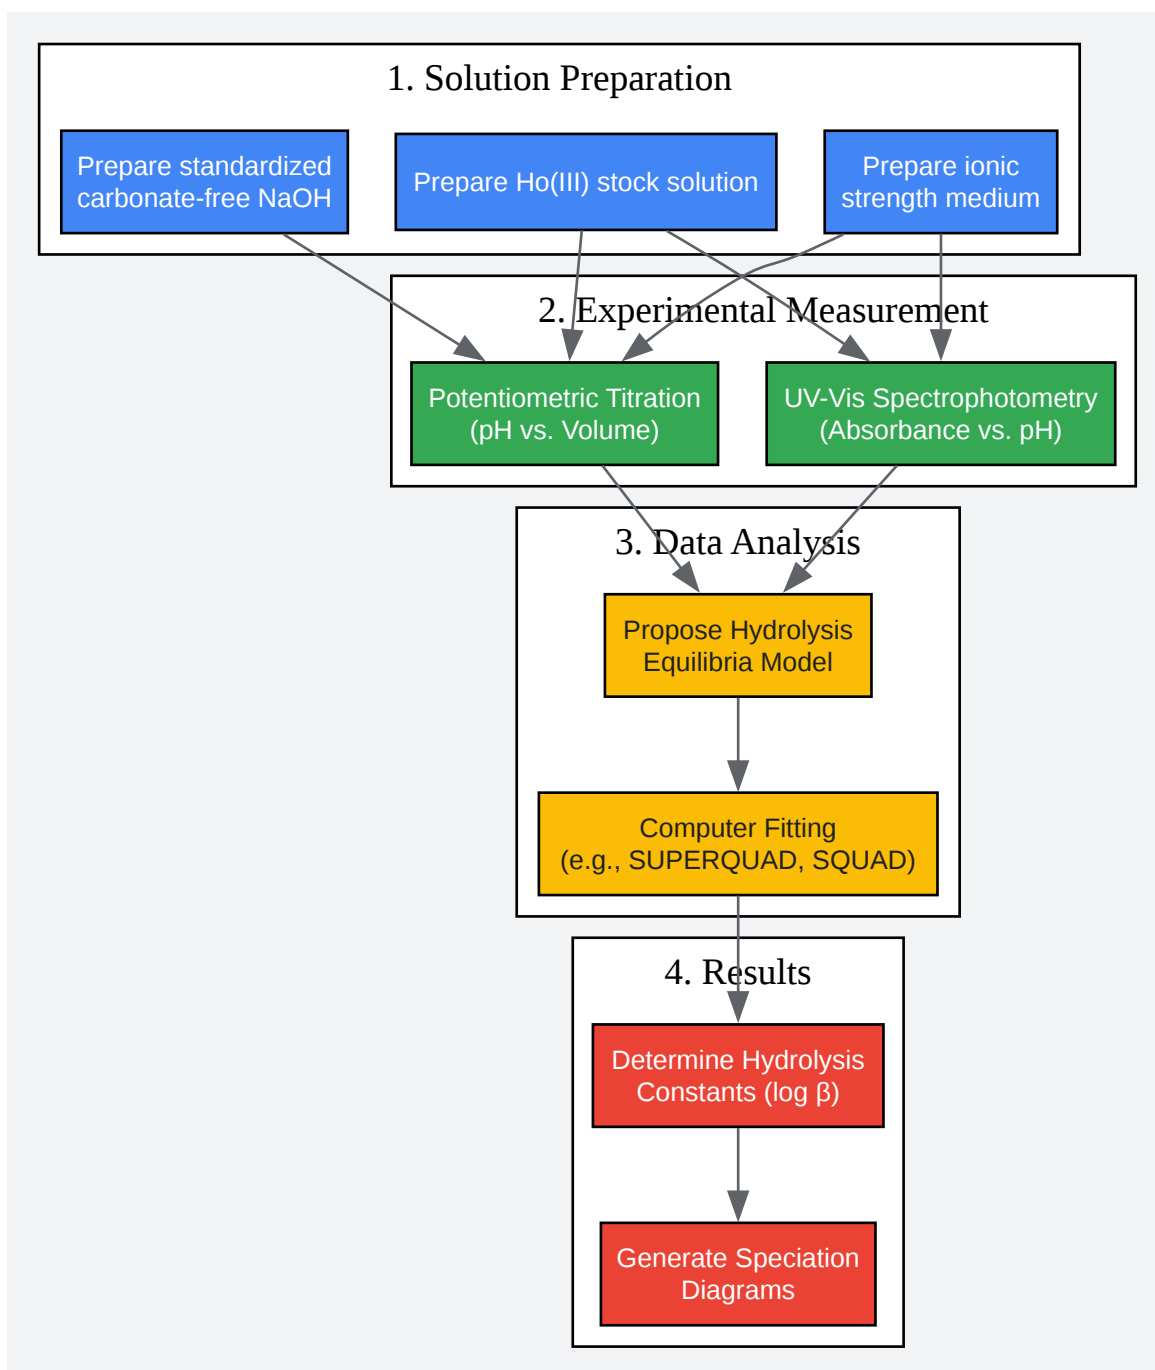 1. Solution Preparation
Prepare standardized
carbonate-free NaOH
Prepare Ho(III) stock solution
Prepare ionic
strength medium
2. Experimental Measurement
Potentiometric Titration
(pH vs. Volume)
UV-Vis Spectrophotometry
(Absorbance vs. pH)
3. Data Analysis
Propose Hydrolysis
Equilibria Model
Computer Fitting
(e.g., SUPERQUAD, SQUAD)
4. Results
Determine Hydrolysis
Constants (log β)
Generate Speciation
Diagrams